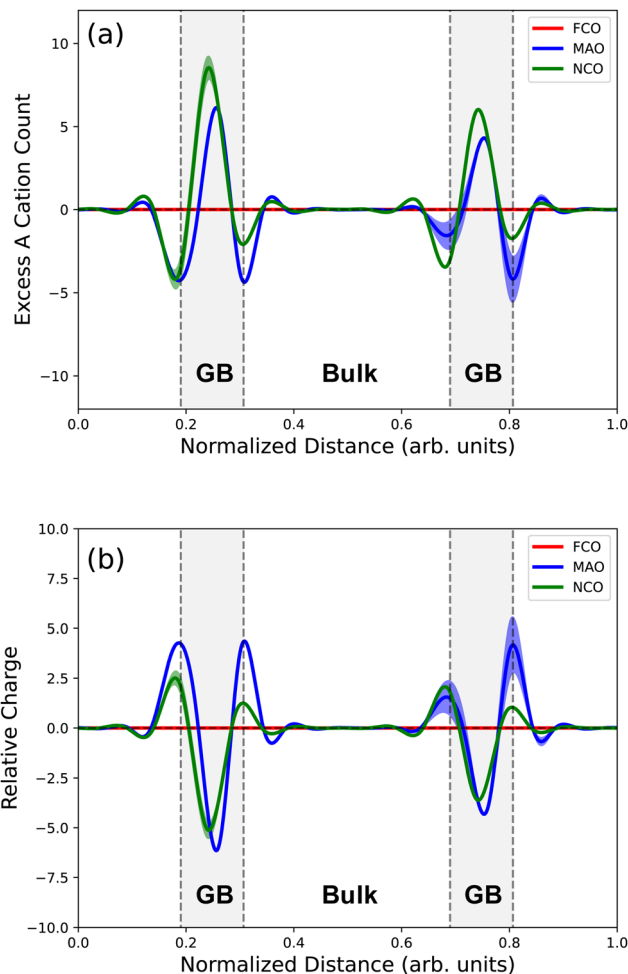 (a)
FCO
MAO
NCO
Excess A Cation Count
10
5
0
−5
−10
GB
Bulk
GB
0.0 0.2 0.4 0.6 0.8 1.0
Normalized Distance (arb. units)
(b)
FCO
MAO
NCO
Relative Charge
10.0
7.5
5.0
2.5
0.0
−2.5
−5.0
−7.5
−10.0
GB
Bulk
GB
0.0 0.2 0.4 0.6 0.8 1.0
Normalized Distance (arb. units)